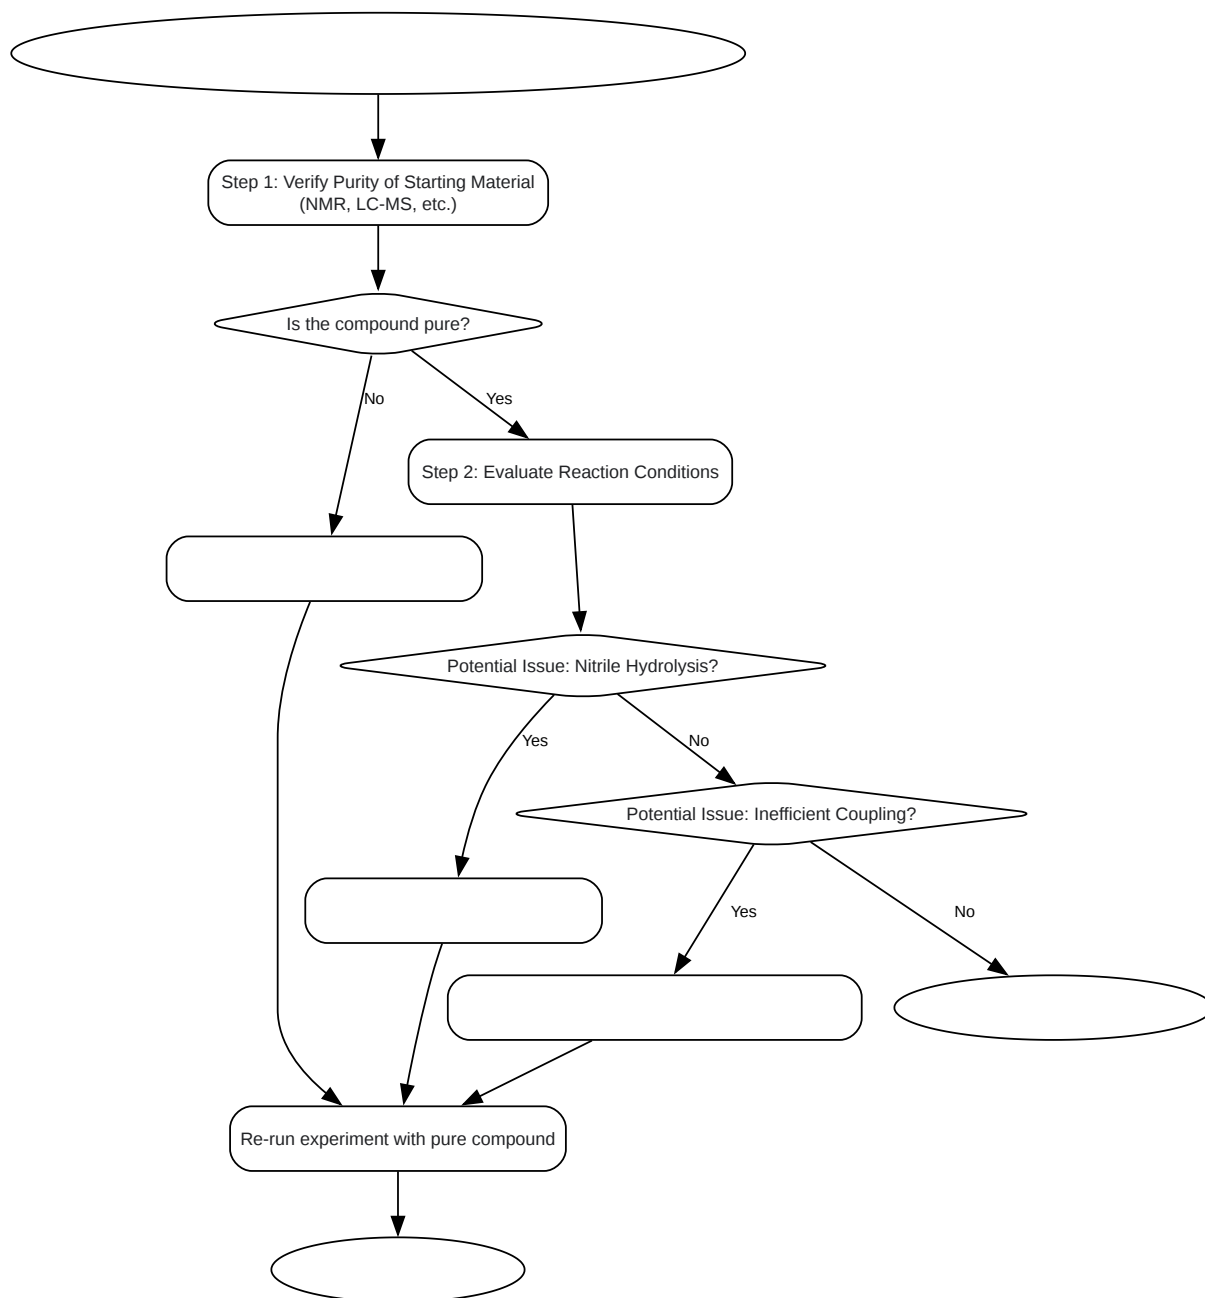 Step 1: Verify Purity of Starting Material
(NMR, LC-MS, etc.)
Is the compound pure?
No
Yes
Step 2: Evaluate Reaction Conditions
Potential Issue: Nitrile Hydrolysis?
Yes
No
Potential Issue: Inefficient Coupling?
Yes
No
Re-run experiment with pure compound